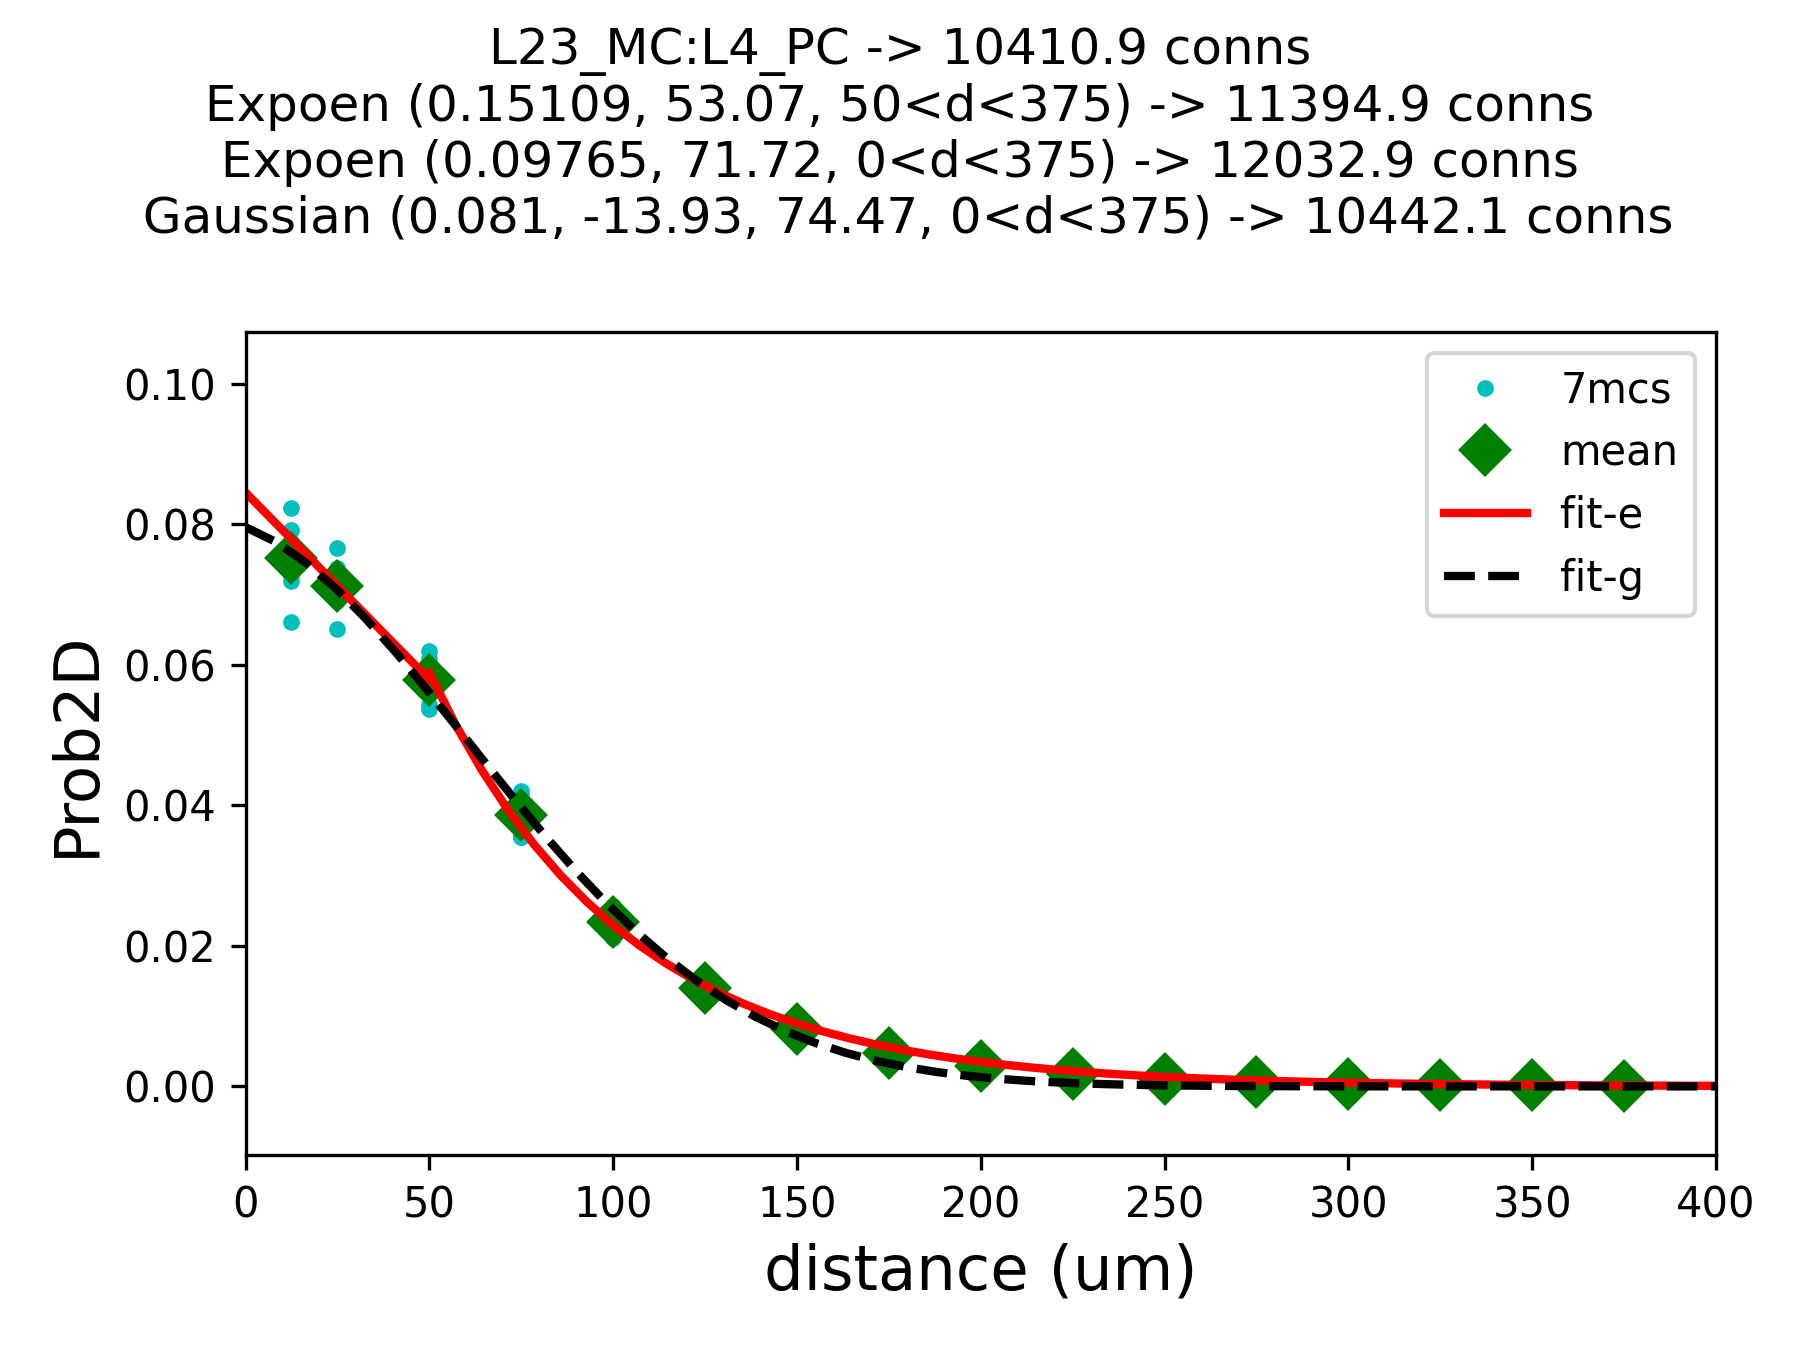 L23_MC:L4_PC -> 10410.9 conns
Expoen (0.15109, 53.07, 50<d<375) -> 11394.9 conns
Expoen (0.09765, 71.72, 0<d<375) -> 12032.9 conns
Gaussian (0.081, -13.93, 74.47, 0<d<375) -> 10442.1 conns
0.10
0.08
0.06
0.04
0.02
0.00
Prob2D
7mcs
mean
fit-e
fit-g
0 50 100 150 200 250 300 350 400
distance (um)